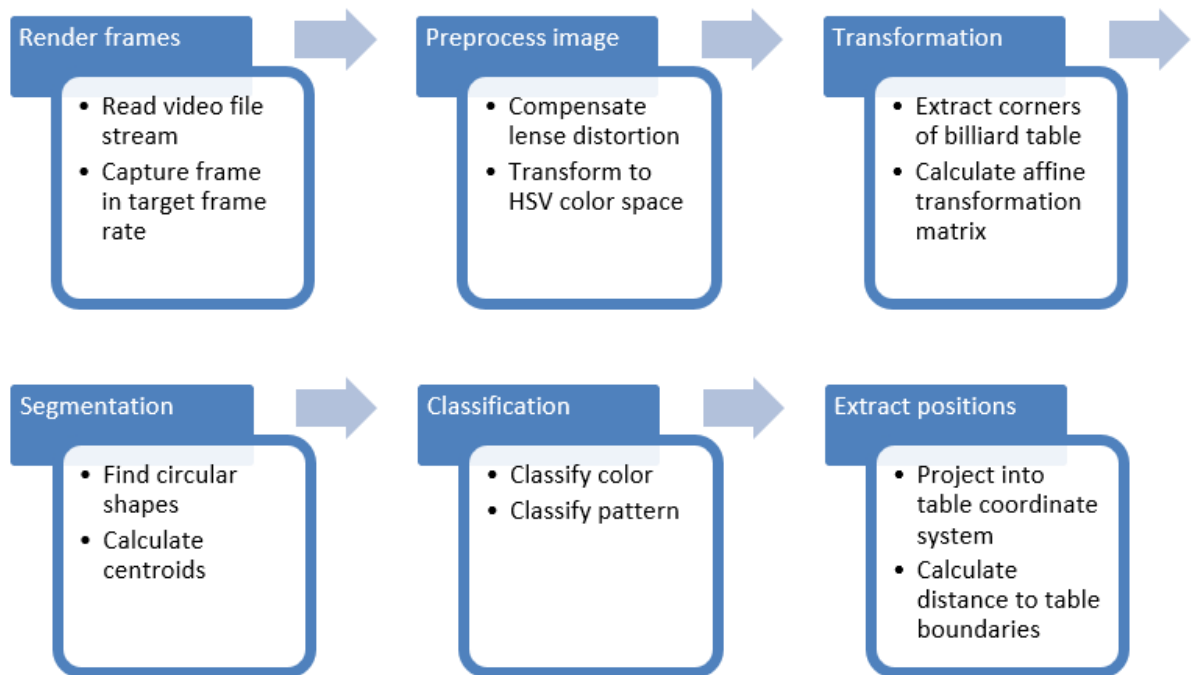 Render frames
• Read video file
stream
• Capture frame
in target frame
rate
Preprocess image
• Compensate
lense distortion
• Transform to
HSV color space
Transformation
• Extract corners
of billiard table
• Calculate affine
transformation
matrix
Segmentation
• Find circular
shapes
• Calculate
centroids
Classification
• Classify color
• Classify pattern
Extract positions
• Project into
table coordinate
system
• Calculate
distance to table
boundaries